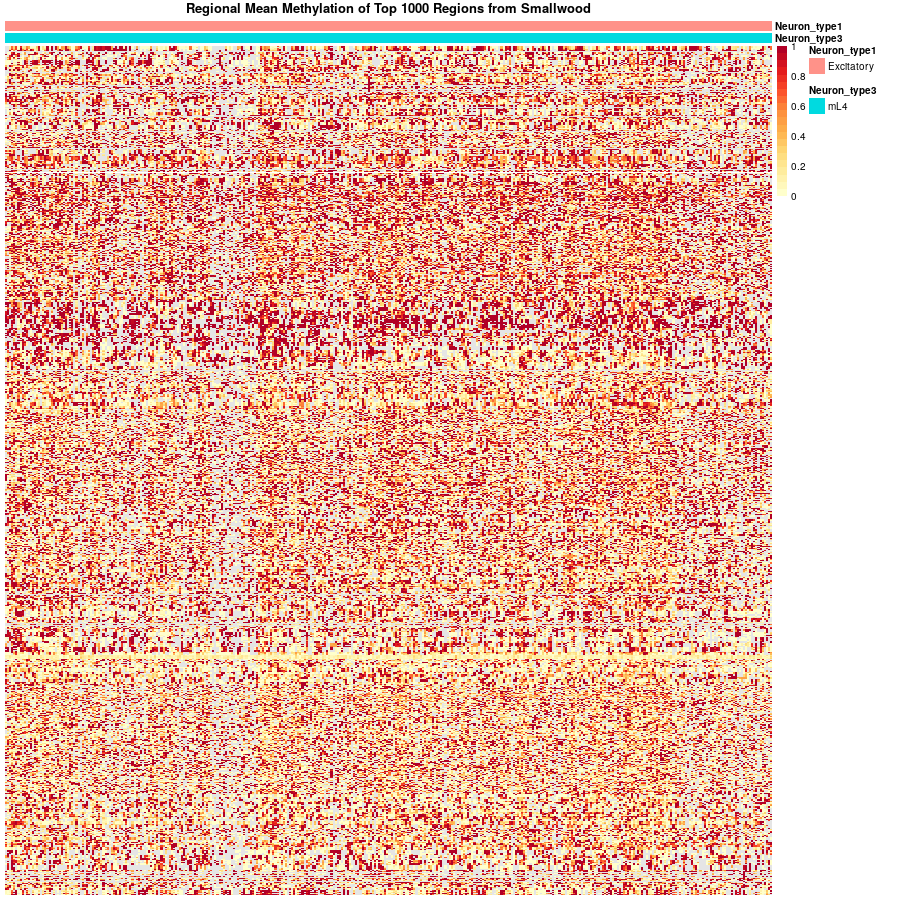 Regional Mean Methylation of Top 1000 Regions from Smallwood
Neuron_type1
Neuron_type3
1
0.8
0.6
0.4
0.2
0
Neuron_type1
Excitatory
Neuron_type3
mL4